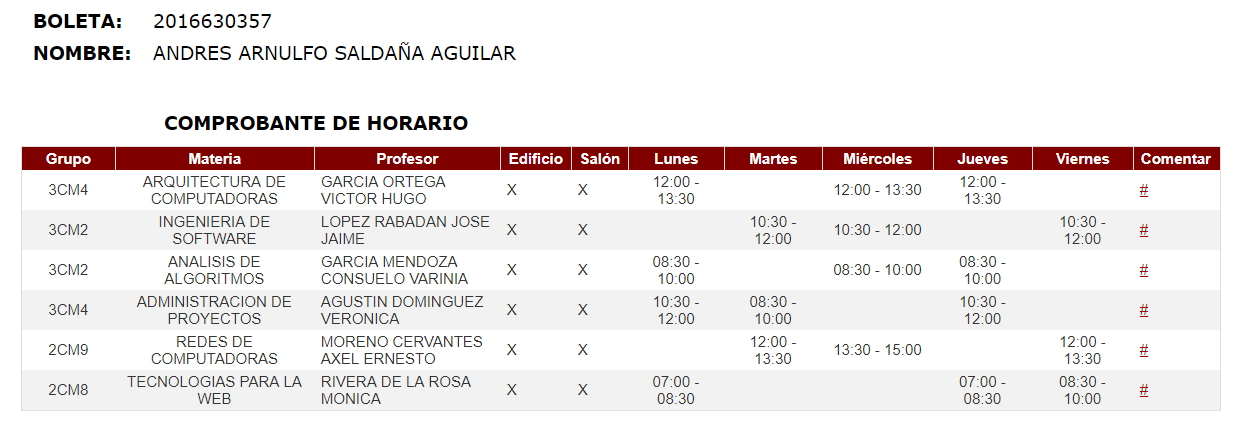 BOLETA: 2016630357
NOMBRE: ANDRES ARNULFO SALDAÑA AGUILAR
COMPROBANTE DE HORARIO
Grupo Materia Profesor Edificio Salón Lunes Martes Miércoles Jueves Viernes Comentar
3CM4 ARQUITECTURA DE COMPUTADORAS GARCIA ORTEGA VICTOR HUGO X X 12:00 - 13:30 12:00 - 13:30 12:00 - 13:30 #
3CM2 INGENIERIA DE SOFTWARE LOPEZ RABADAN JOSE JAIME X X 10:30 - 12:00 10:30 - 12:00 10:30 - 12:00 #
3CM2 ANALISIS DE ALGORITMOS GARCIA MENDOZA CONSUELO VARINIA X X 08:30 - 10:00 08:30 - 10:00 08:30 - 10:00 #
3CM4 ADMINISTRACION DE PROYECTOS AGUSTIN DOMINGUEZ VERONICA X X 10:30 - 12:00 08:30 - 10:00 10:30 - 12:00 #
2CM9 REDES DE COMPUTADORAS MORENO CERVANTES AXEL ERNESTO X X 12:00 - 13:30 13:30 - 15:00 12:00 - 13:30 #
2CM8 TECNOLOGIAS PARA LA WEB RIVERA DE LA ROSA MONICA X X 07:00 - 08:30 07:00 - 08:30 08:30 - 10:00 #